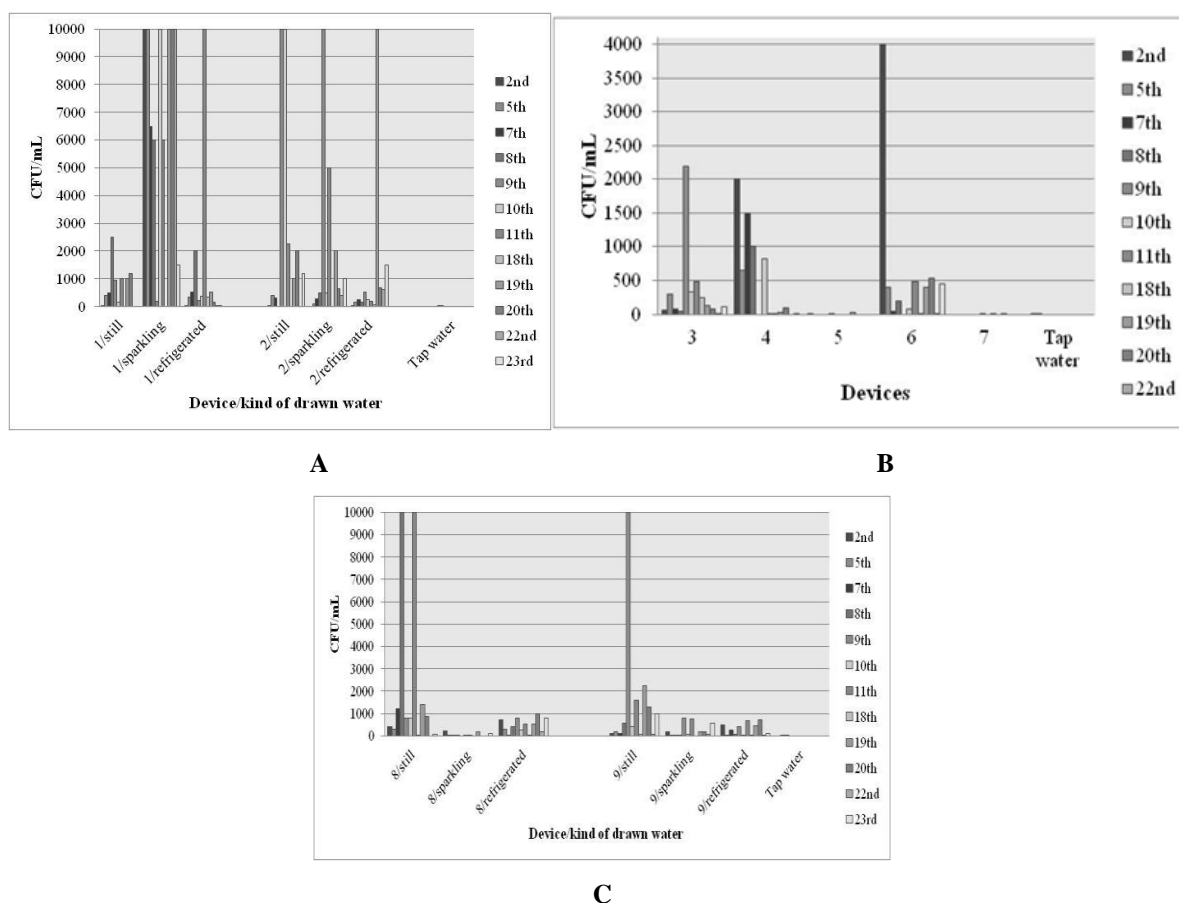 10000
9000
8000
7000
6000
5000
4000
3000
2000
1000
0
CFU/mL
1/still
1/sparkling
1/refrigerated
2/still
2/sparkling
2/refrigerated
Tap water
Device/kind of drawn water
2nd
5th
7th
8th
9th
10th
11th
18th
19th
20th
22nd
23rd
A
4000
3500
3000
2500
2000
1500
1000
500
0
CFU/mL
3
4
5
6
7
Tap
water
Devices
2nd
5th
7th
8th
9th
10th
11th
18th
19th
20th
22nd
B
10000
9000
8000
7000
6000
5000
4000
3000
2000
1000
0
CFU/mL
8/still
8/sparkling
8/refrigerated
9/still
9/sparkling
9/refrigerated
Tap water
Device/kind of drawn water
2nd
5th
7th
8th
9th
10th
11th
18th
19th
20th
22nd
23rd
C